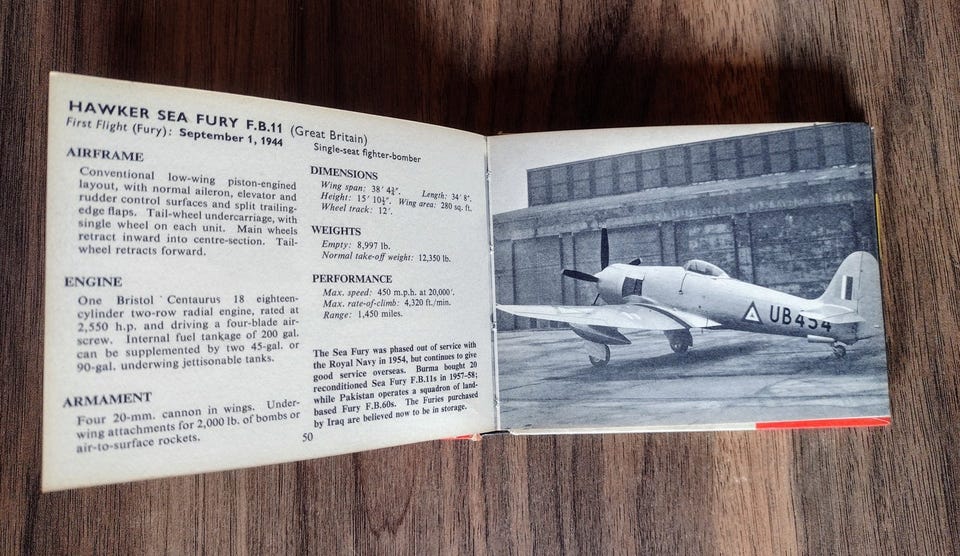 HAWKER SEA FURY F.B.11 (Great Britain)
First Flight (Fury): September 1, 1944
Single-seat fighter-bomber
AIRFRAME
Conventional low-wing piston-engined
layout, with normal aileron, elevator and
rudder control surfaces and split trailing-
edge flaps. Tail-wheel undercarriage, with
single wheel on each unit. Main wheels
retract inward into centre-section. Tail-
wheel retracts forward.
ENGINE
One Bristol Centaurus 18 eighteen-
cylinder two-row radial engine, rated at
2,550 h.p. and driving a four-blade air-
screw. Internal fuel tankage of 200 gal.
can be supplemented by two 45-gal. or
90-gal. underwing jettisonable tanks.
ARMAMENT
Four 20-mm. cannon in wings. Under-
wing attachments for 2,000 lb. of bombs or
air-to-surface rockets.
DIMENSIONS
Wing span: 38′ 4¾″. Length: 34′ 8″.
Height: 15′ 10½″. Wing area: 280 sq. ft.
Wheel track: 12′.
WEIGHTS
Empty: 8,997 lb.
Normal take-off weight: 12,350 lb.
PERFORMANCE
Max. speed: 450 m.p.h. at 20,000′.
Max. rate-of-climb: 4,320 ft./min.
Range: 1,450 miles.
The Sea Fury was phased out of service with
the Royal Navy in 1954, but continues to give
good service overseas. Burma bought 20
reconditioned Sea Fury F.B.11s in 1957-58;
while Pakistan operates a squadron of land-
based Fury F.B.60s. The Furies purchased
by Iraq are believed now to be in storage.
50
UB454